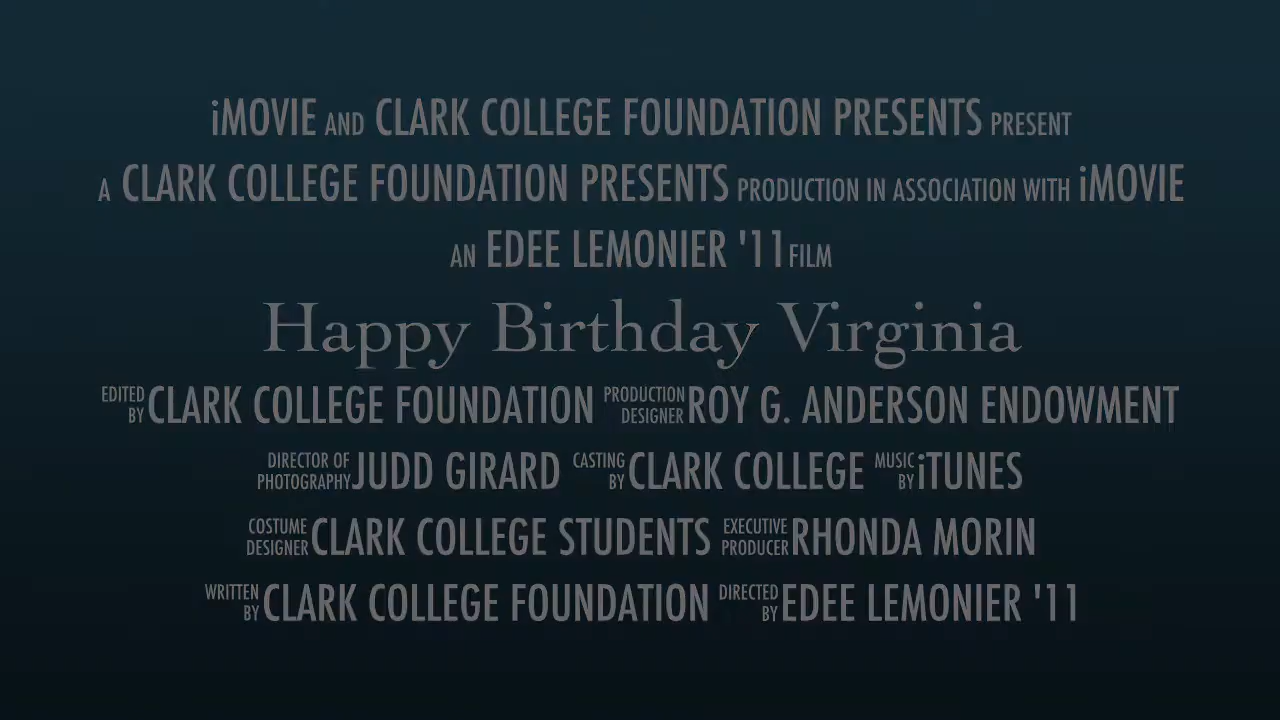 iMOVIE AND CLARK COLLEGE FOUNDATION PRESENTS PRESENT
A CLARK COLLEGE FOUNDATION PRESENTS PRODUCTION IN ASSOCIATION WITH iMOVIE
AN EDEE LEMONIER '11 FILM
Happy Birthday Virginia
EDITED BY CLARK COLLEGE FOUNDATION PRODUCTION DESIGNER ROY G. ANDERSON ENDOWMENT
DIRECTOR OF PHOTOGRAPHY JUDD GIRARD CASTING BY CLARK COLLEGE MUSIC BY iTUNES
COSTUME DESIGNER CLARK COLLEGE STUDENTS EXECUTIVE PRODUCER RHONDA MORIN
WRITTEN BY CLARK COLLEGE FOUNDATION DIRECTED BY EDEE LEMONIER '11